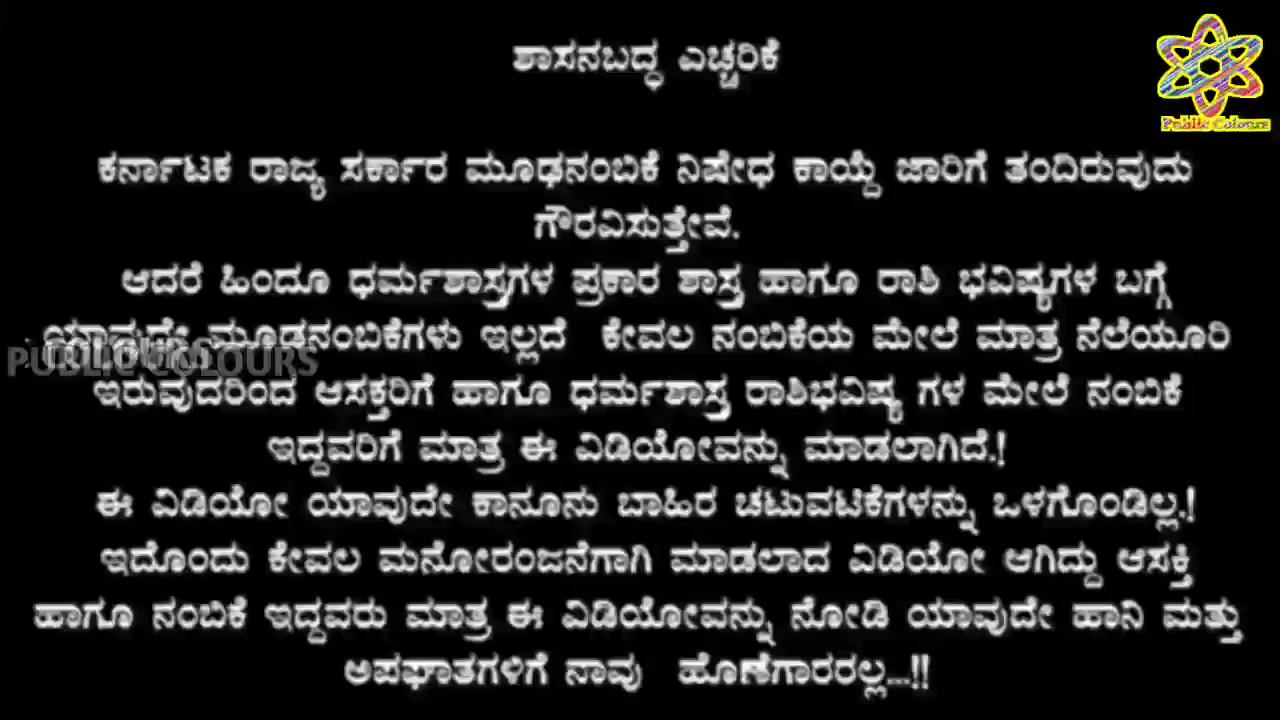 ಶಾಸನಬದ್ಧ ಎಚ್ಚರಿಕೆ
Public Colours
ಕರ್ನಾಟಕ ರಾಜ್ಯ ಸರ್ಕಾರ ಮೂಢನಂಬಿಕೆ ನಿಷೇಧ ಕಾಯ್ದೆ ಜಾರಿಗೆ ತಂದಿರುವುದು
ಗೌರವಿಸುತ್ತೇವೆ.
ಆದರೆ ಹಿಂದೂ ಧರ್ಮಶಾಸ್ತ್ರಗಳ ಪ್ರಕಾರ ಶಾಸ್ತ್ರ ಹಾಗೂ ರಾಶಿ ಭವಿಷ್ಯಗಳ ಬಗ್ಗೆ
ಯಾವುದೇ ಮೂಢನಂಬಿಕೆಗಳು ಇಲ್ಲದೆ ಕೇವಲ ನಂಬಿಕೆಯ ಮೇಲೆ ಮಾತ್ರ ನೆಲೆಯೂರಿ
PUBLIC COLOURS
ಇರುವುದರಿಂದ ಆಸಕ್ತರಿಗೆ ಹಾಗೂ ಧರ್ಮಶಾಸ್ತ್ರ ರಾಶಿಭವಿಷ್ಯ ಗಳ ಮೇಲೆ ನಂಬಿಕೆ
ಇದ್ದವರಿಗೆ ಮಾತ್ರ ಈ ವಿಡಿಯೋವನ್ನು ಮಾಡಲಾಗಿದೆ.!
ಈ ವಿಡಿಯೋ ಯಾವುದೇ ಕಾನೂನು ಬಾಹಿರ ಚಟುವಟಿಕೆಗಳನ್ನು ಒಳಗೊಂಡಿಲ್ಲ.!
ಇದೊಂದು ಕೇವಲ ಮನೋರಂಜನೆಗಾಗಿ ಮಾಡಲಾದ ವಿಡಿಯೋ ಆಗಿದ್ದು ಆಸಕ್ತಿ
ಹಾಗೂ ನಂಬಿಕೆ ಇದ್ದವರು ಮಾತ್ರ ಈ ವಿಡಿಯೋವನ್ನು ನೋಡಿ ಯಾವುದೇ ಹಾನಿ ಮತ್ತು
ಅಪಘಾತಗಳಿಗೆ ನಾವು ಹೊಣೆಗಾರರಲ್ಲ...!!